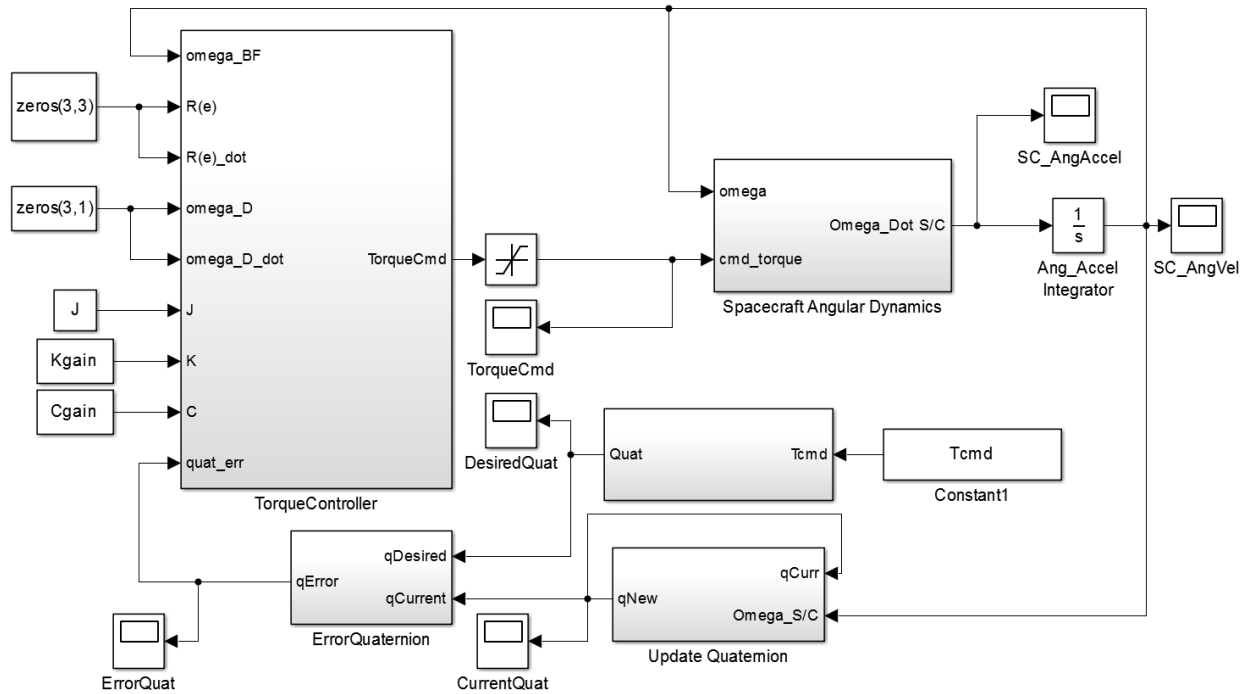 omega_BF
zeros(3,3)
R(e)
R(e)_dot
zeros(3,1)
omega_D
omega_D_dot
J
J
Kgain
K
Cgain
C
quat_err
TorqueCmd
TorqueController
TorqueCmd
omega
cmd_torque
Omega_Dot S/C
Spacecraft Angular Dynamics
SC_AngAccel
1
s
Ang_Accel
Integrator
SC_AngVel
DesiredQuat
Quat
Tcmd
Tcmd
Constant1
qDesired
qError
qCurrent
ErrorQuaternion
qCurr
qNew
Omega_S/C
Update Quaternion
ErrorQuat
CurrentQuat